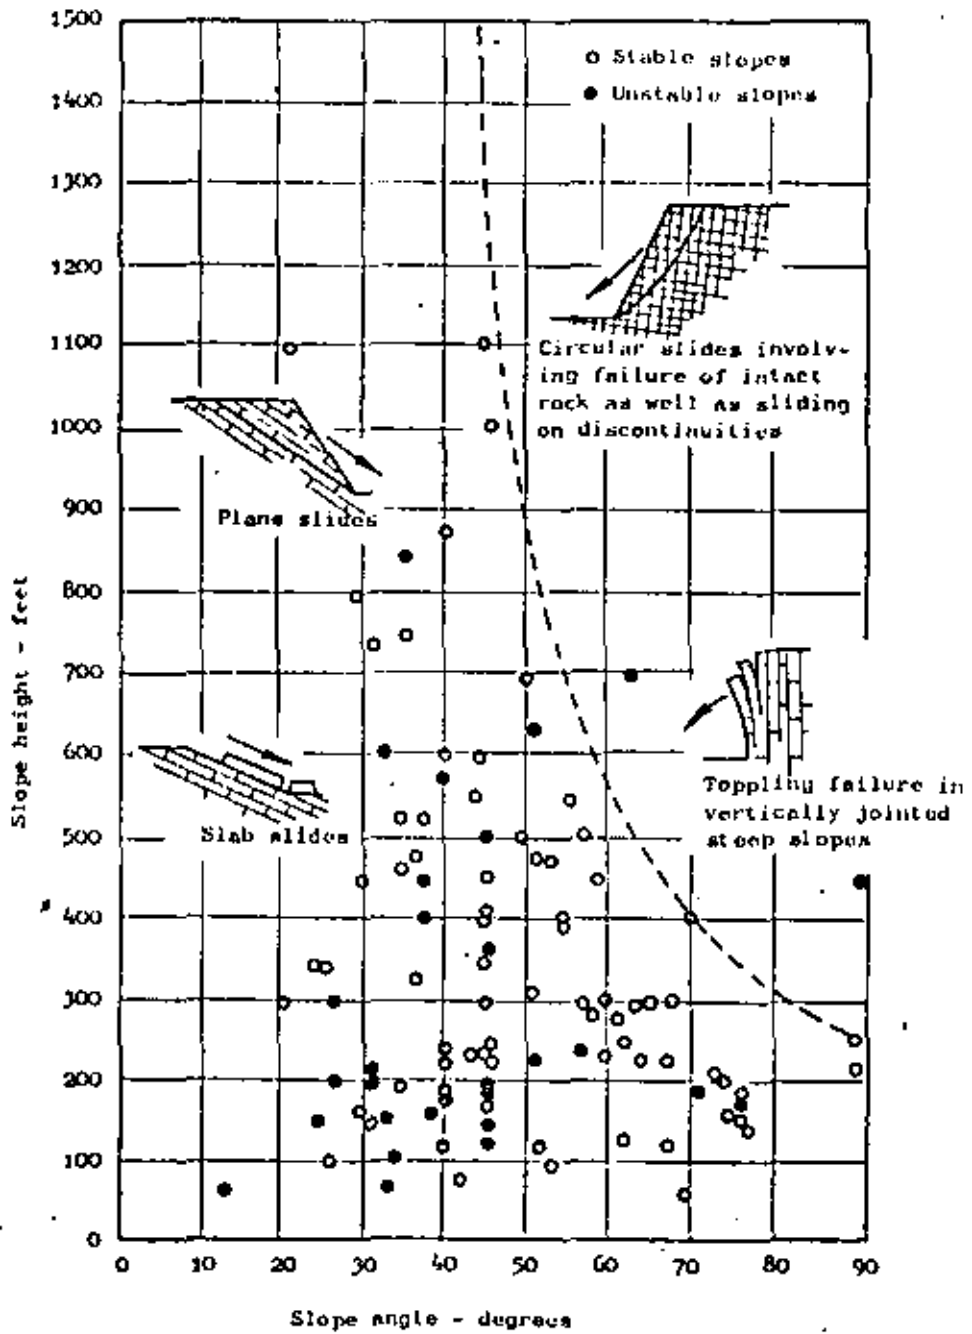 1500
1400
1300
1200
1100
1000
900
800
700
600
500
400
300
200
100
0
Slope height - feet
Stable slopes
Unstable slopes
Circular slides involv-
ing failure of intact
rock as well as sliding
on discontinuities
Plane slides
Slab slides
Toppling failure in
vertically jointed
steep slopes
0 10 20 30 40 50 60 70 80 90
Slope angle - degrees